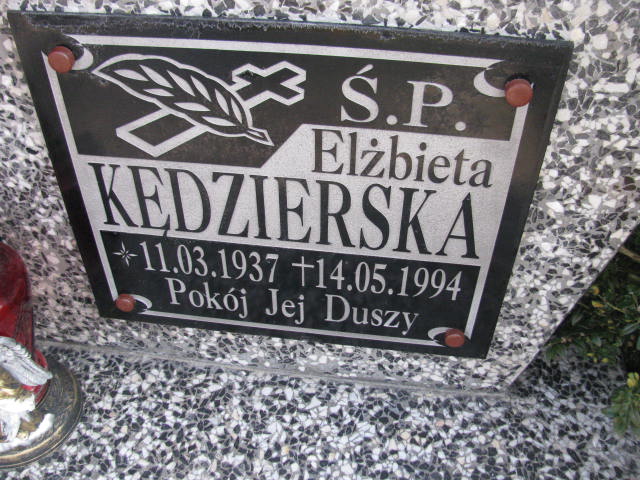 Ś.P.
Elżbieta
KĘDZIERSKA
11.03.1937 †14.05.1994
Pokój Jej Duszy